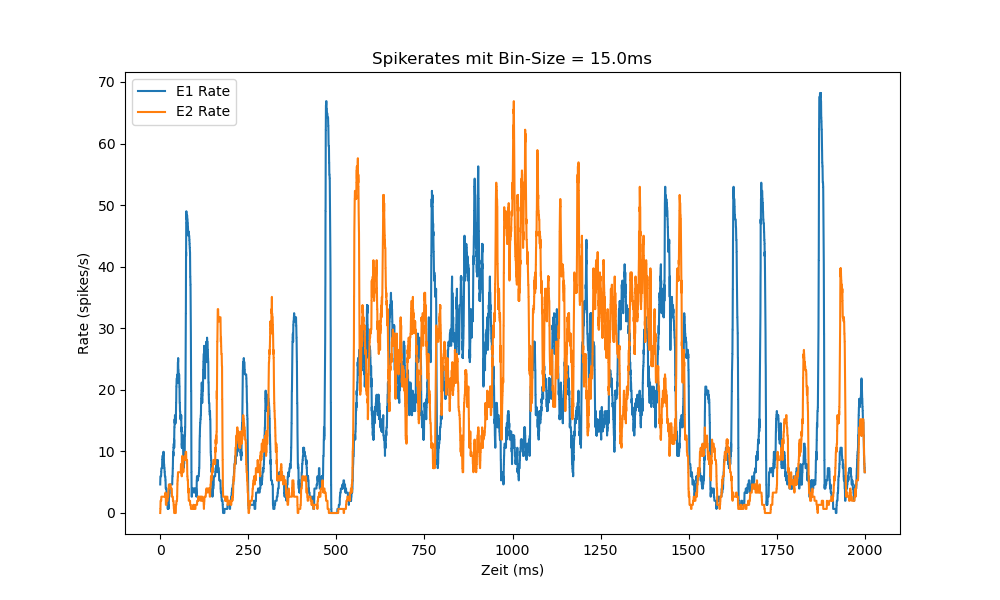 Spikerates mit Bin-Size = 15.0ms
E1 Rate
E2 Rate
70
60
50
40
30
20
10
0
Rate (spikes/s)
0 250 500 750 1000 1250 1500 1750 2000
Zeit (ms)